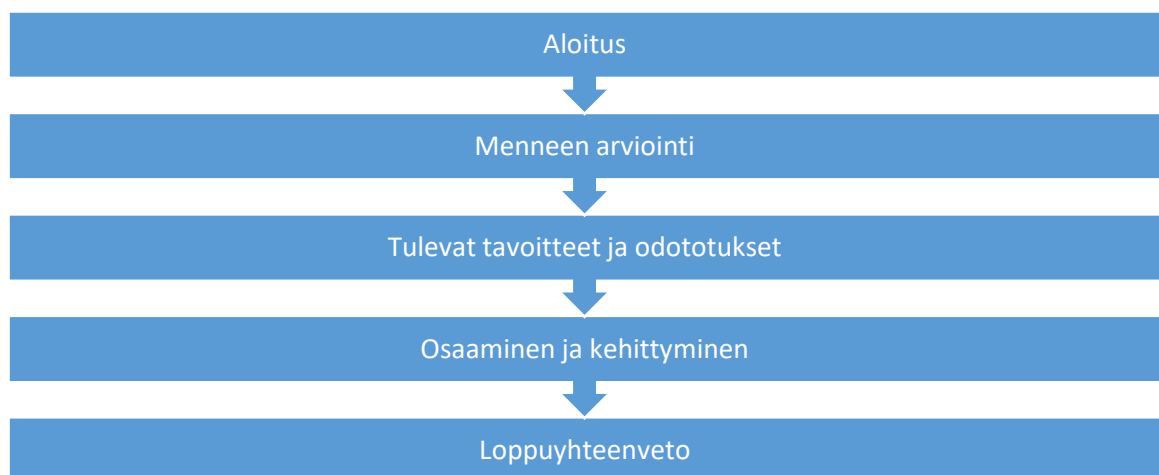 Aloitus
Menneen arviointi
Tulevat tavoitteet ja odototukset
Osaaminen ja kehittyminen
Loppuyhteenveto